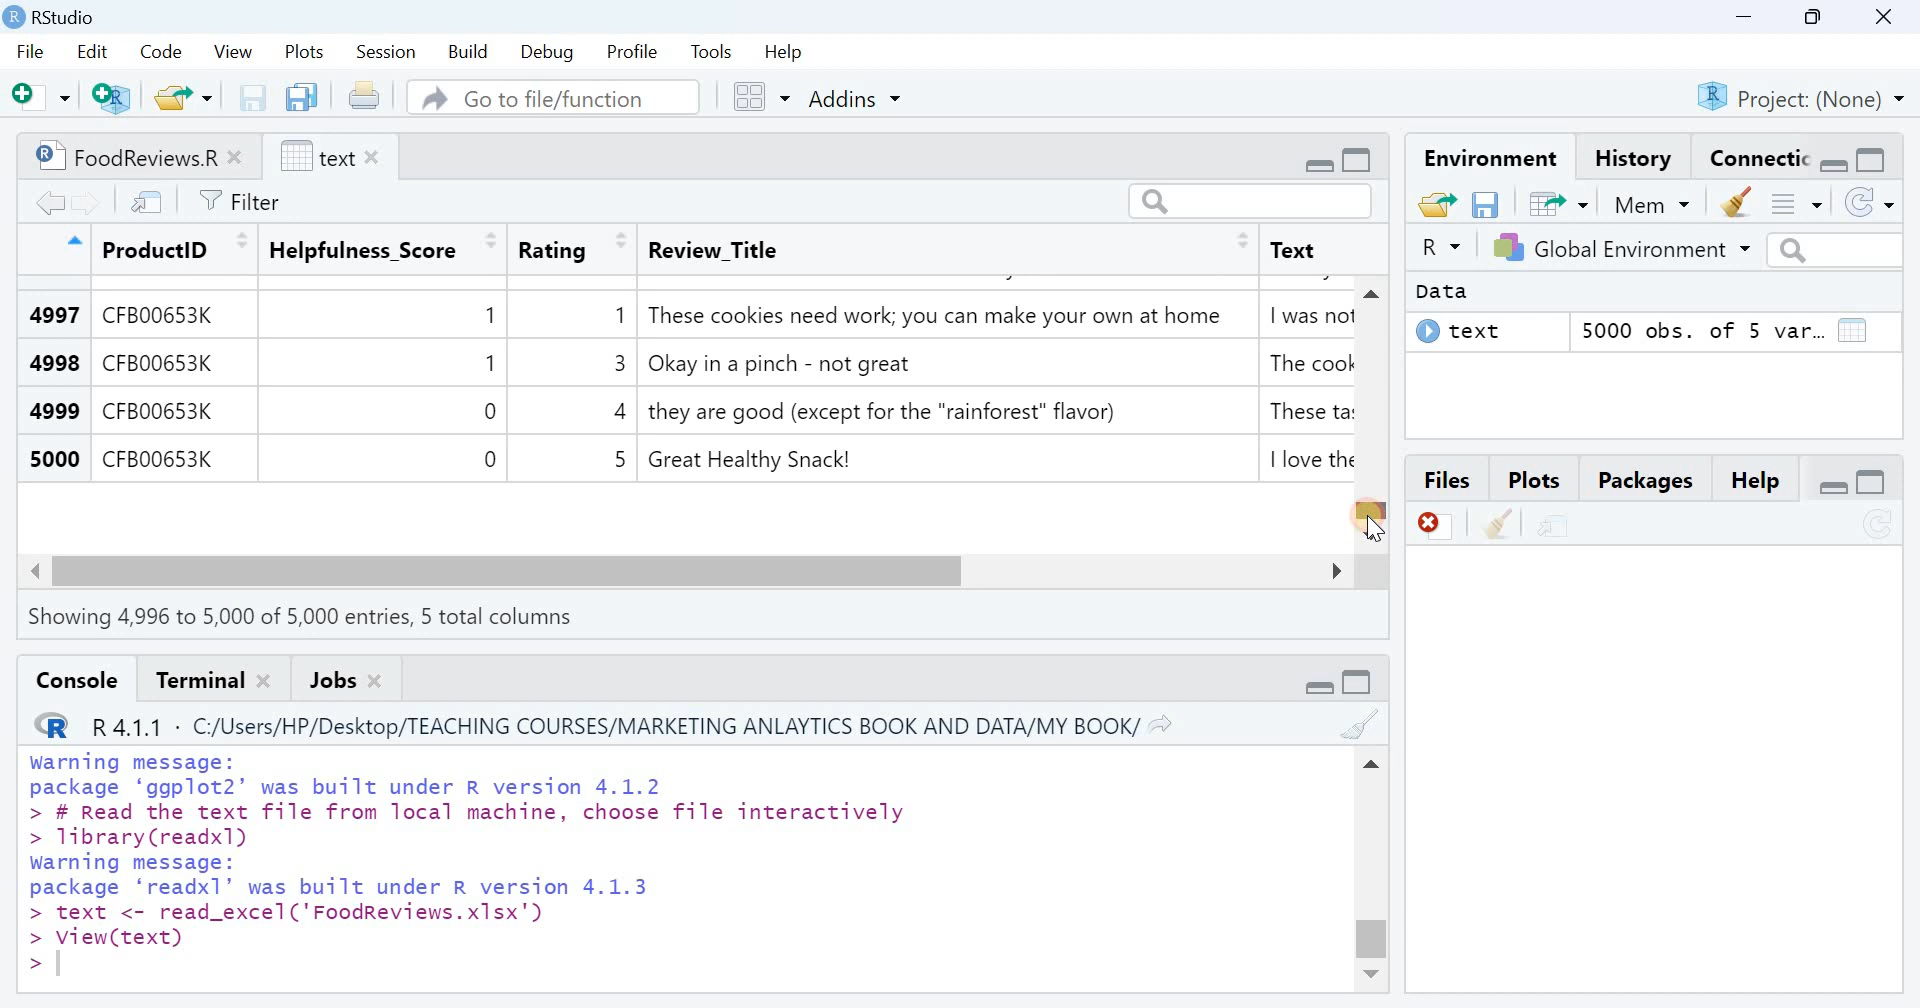 RStudio
File Edit Code View Plots Session Build Debug Profile Tools Help
Go to file/function Addins Project: (None)
FoodReviews.R text
Filter
ProductID Helpfulness_Score Rating Review_Title Text
4997 CFB00653K 1 1 These cookies need work; you can make your own at home I was not
4998 CFB00653K 1 3 Okay in a pinch - not great The cook
4999 CFB00653K 0 4 they are good (except for the "rainforest" flavor) These tas
5000 CFB00653K 0 5 Great Healthy Snack! I love the
Showing 4,996 to 5,000 of 5,000 entries, 5 total columns
Console Terminal Jobs
R 4.1.1 · C:/Users/HP/Desktop/TEACHING COURSES/MARKETING ANLAYTICS BOOK AND DATA/MY BOOK/
Warning message:
package ‘ggplot2’ was built under R version 4.1.2
> # Read the text file from local machine, choose file interactively
> library(readxl)
Warning message:
package ‘readxl’ was built under R version 4.1.3
> text <- read_excel('FoodReviews.xlsx')
> View(text)
>
Environment History Connectio
Mem
R Global Environment
Data
text 5000 obs. of 5 var…
Files Plots Packages Help